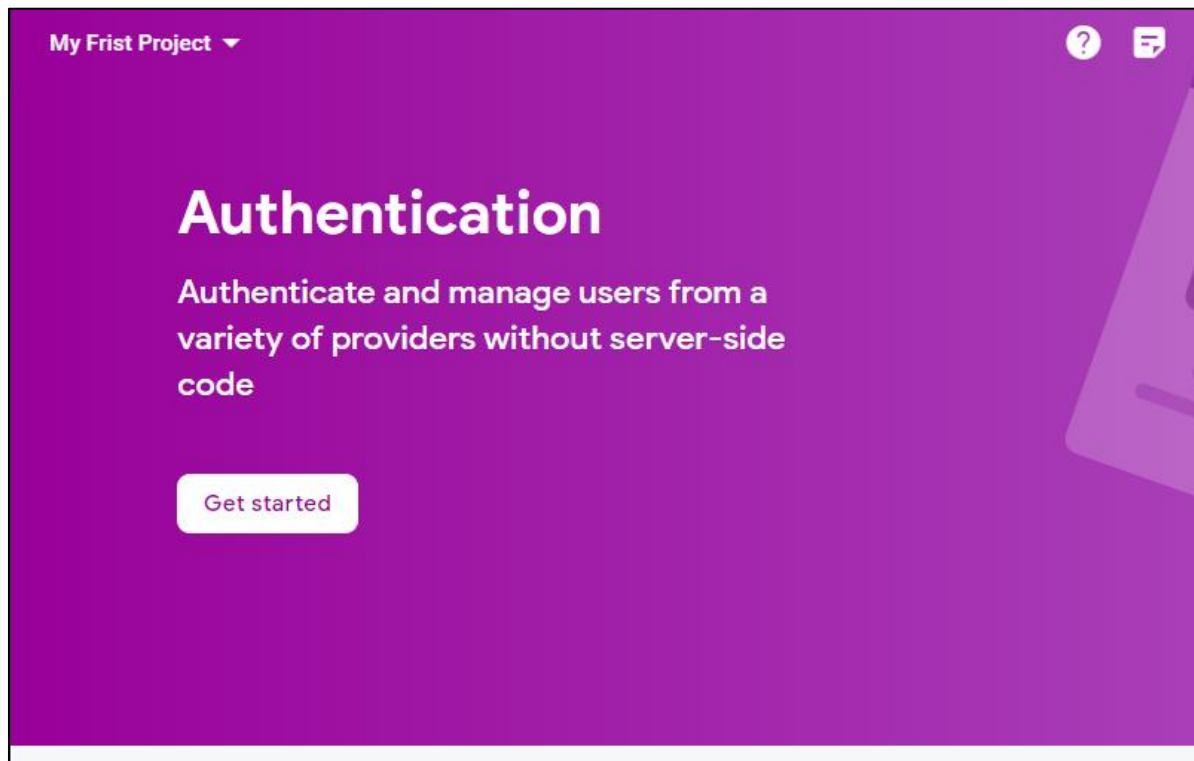 My Frist Project
Authentication
Authenticate and manage users from a
variety of providers without server-side
code
Get started